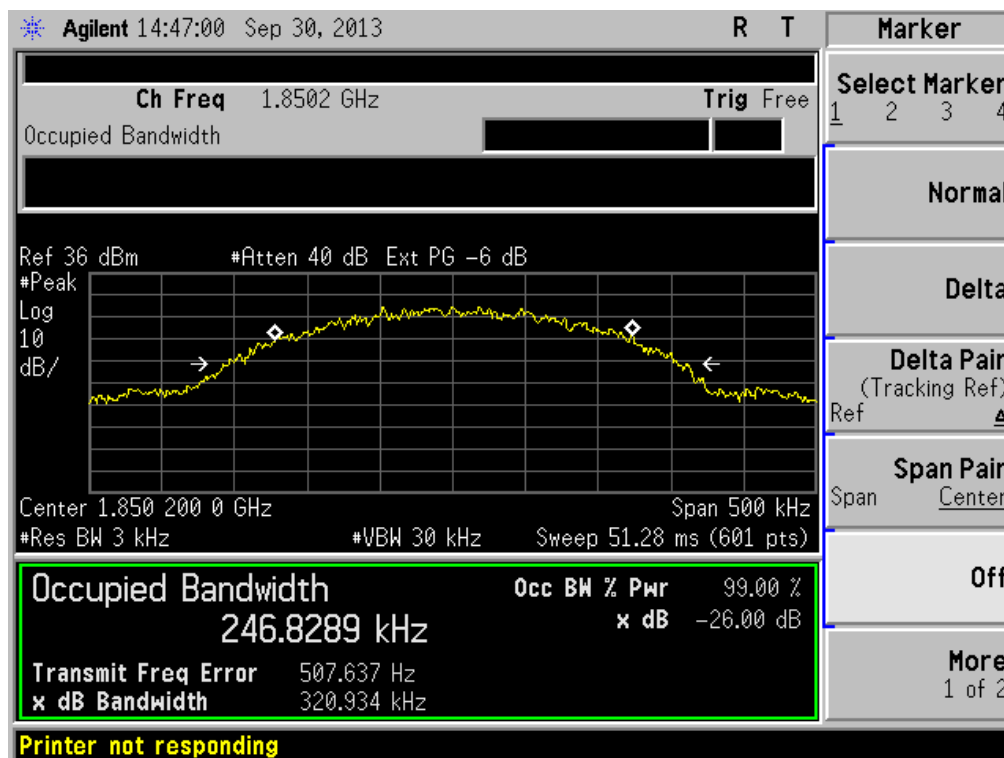 Agilent 14:47:00 Sep 30, 2013 R T
Ch Freq 1.8502 GHz Trig Free
Occupied Bandwidth
Ref 36 dBm #Atten 40 dB Ext PG -6 dB
#Peak
Log
10
dB/
Center 1.850 200 0 GHz Span 500 kHz
#Res BW 3 kHz #VBW 30 kHz Sweep 51.28 ms (601 pts)
Occupied Bandwidth Occ BW % Pwr 99.00 %
246.8289 kHz x dB -26.00 dB
Transmit Freq Error 507.637 Hz
x dB Bandwidth 320.934 kHz
Printer not responding
Marker
Select Marker
1 2 3 4
Normal
Delta
Delta Pair
(Tracking Ref)
Ref Δ
Span Pair
Span Center
Off
More
1 of 2